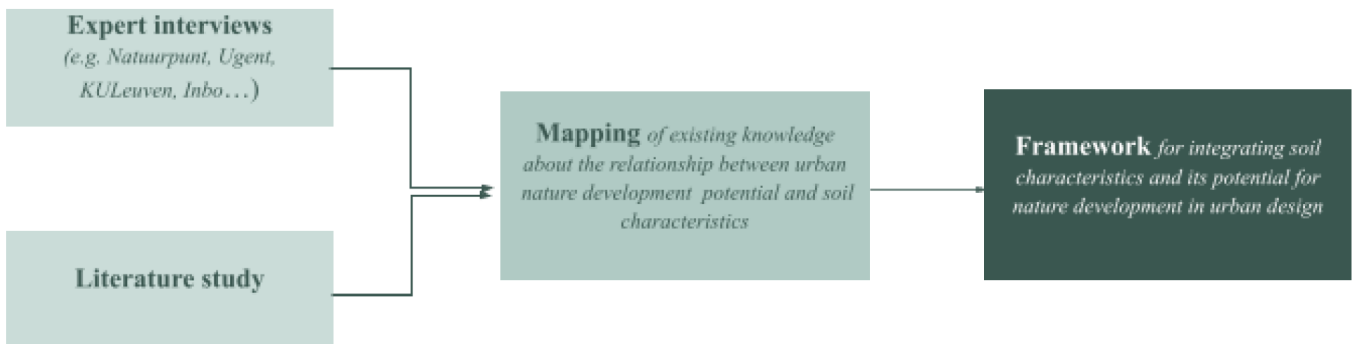 Expert interviews
(e.g. Natuurpunt, Ugent,
KULeuven, Inbo…)
Literature study
Mapping of existing knowledge
about the relationship between urban
nature development potential and soil
characteristics
Framework for integrating soil
characteristics and its potential for
nature development in urban design